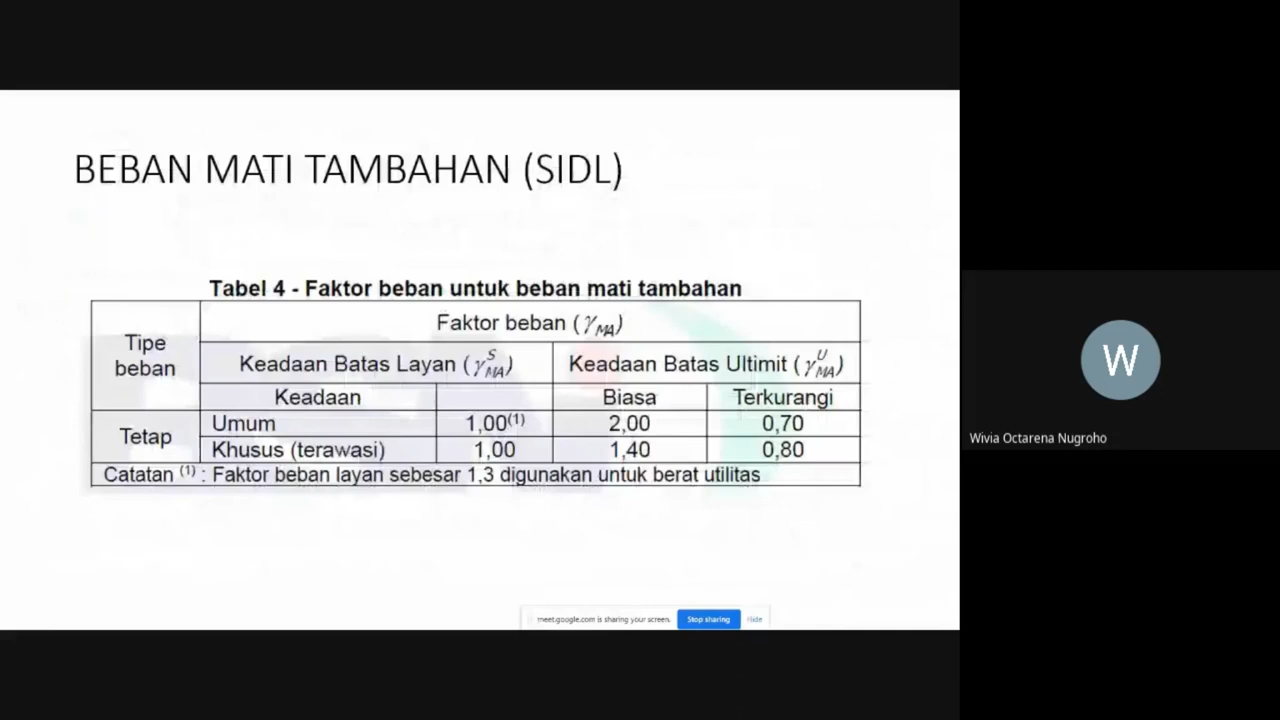 BEBAN MATI TAMBAHAN (SIDL)
Tabel 4 - Faktor beban untuk beban mati tambahan
Tipe beban
Faktor beban (γMA)
Keadaan Batas Layan (γ^S_MA)
Keadaan Batas Ultimit (γ^U_MA)
Keadaan
Biasa
Terkurangi
Tetap
Umum 1,00⁽¹⁾ 2,00 0,70
Khusus (terawasi) 1,00 1,40 0,80
Catatan ⁽¹⁾ : Faktor beban layan sebesar 1,3 digunakan untuk berat utilitas
meet.google.com is sharing your screen. Stop sharing Hide
W
Wivia Octarena Nugroho